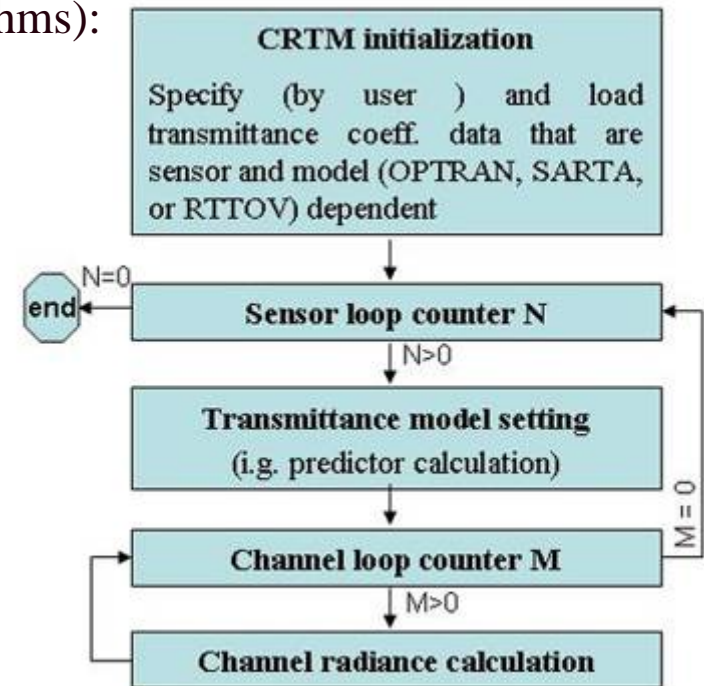 CRTM initialization
Specify (by user ) and load
transmittance coeff. data that are
sensor and model (OPTRAN, SARTA,
or RTTOV) dependent
N=0
end
Sensor loop counter N
N>0
Transmittance model setting
(i.g. predictor calculation)
M = 0
Channel loop counter M
M>0
Channel radiance calculation